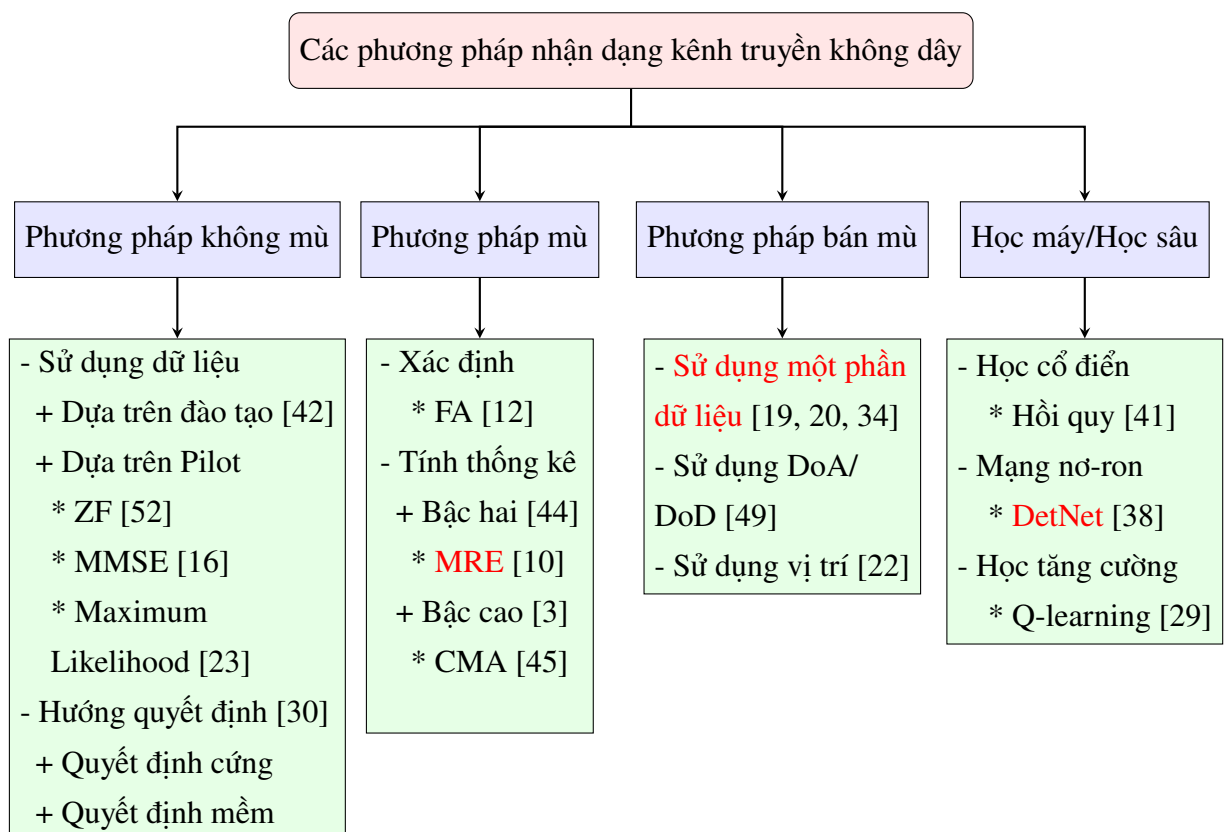 Các phương pháp nhận dạng kênh truyền không dây
Phương pháp không mù
Phương pháp mù
Phương pháp bán mù
Học máy/Học sâu
- Sử dụng dữ liệu
+ Dựa trên đào tạo [42]
+ Dựa trên Pilot
* ZF [52]
* MMSE [16]
* Maximum
Likelihood [23]
- Hướng quyết định [30]
+ Quyết định cứng
+ Quyết định mềm
- Xác định
* FA [12]
- Tính thống kê
+ Bậc hai [44]
* MRE [10]
+ Bậc cao [3]
* CMA [45]
- Sử dụng một phần
dữ liệu [19, 20, 34]
- Sử dụng DoA/
DoD [49]
- Sử dụng vị trí [22]
- Học cổ điển
* Hồi quy [41]
- Mạng nơ-ron
* DetNet [38]
- Học tăng cường
* Q-learning [29]